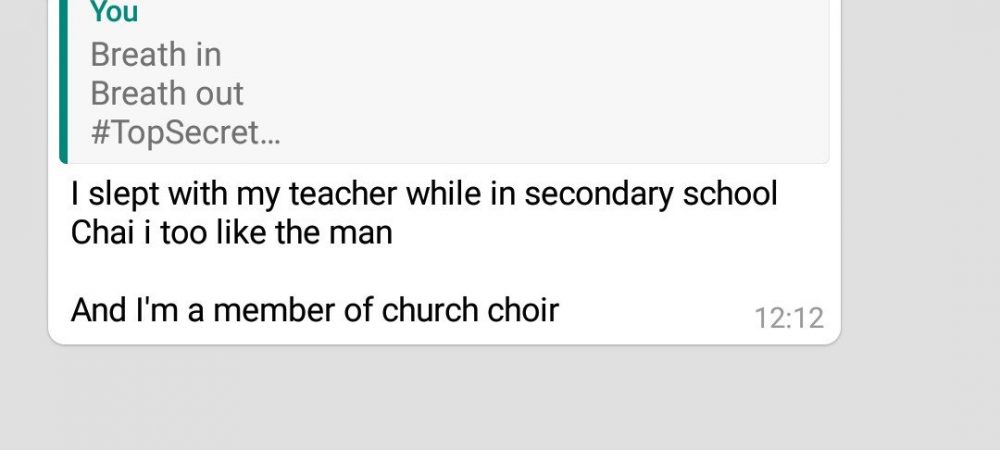 You
Breath in
Breath out
#TopSecret...
I slept with my teacher while in secondary school
Chai i too like the man
And I'm a member of church choir
12:12